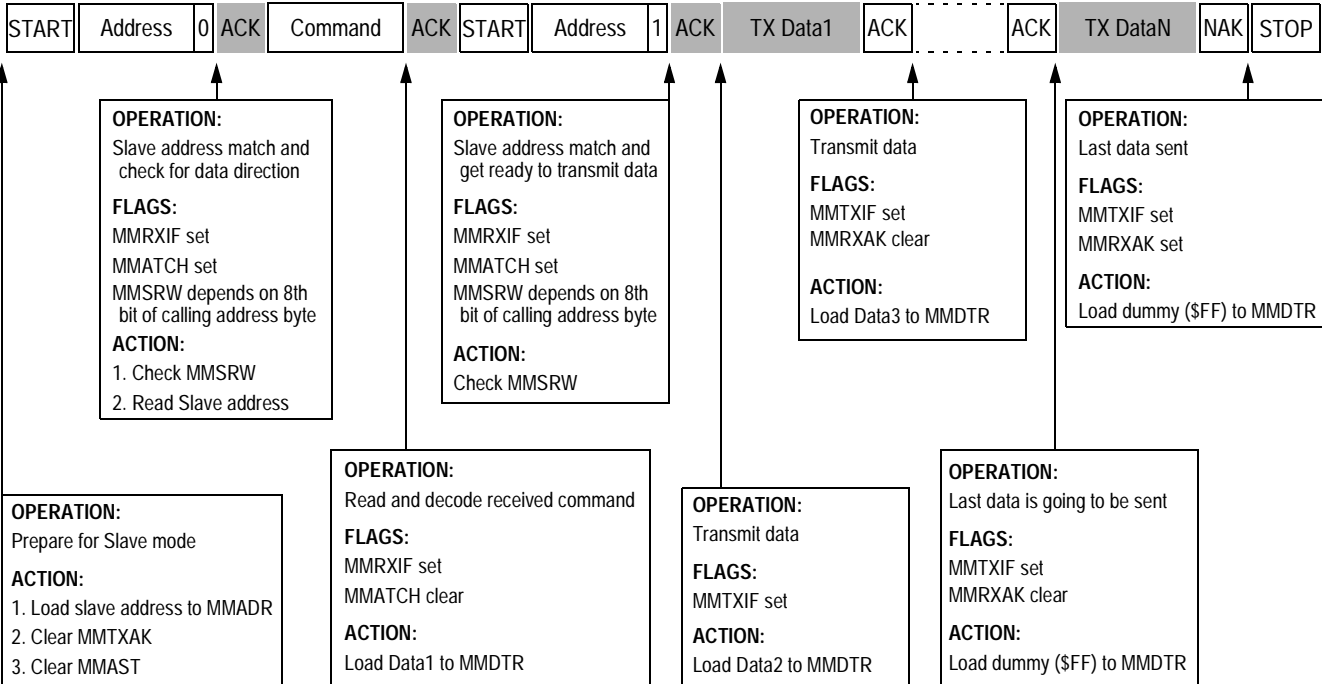 START Address 0 ACK Command ACK START Address 1 ACK TX Data1 ACK ACK TX DataN NAK STOP
OPERATION:
Slave address match and
check for data direction
FLAGS:
MMRXIF set
MMATCH set
MMSRW depends on 8th
bit of calling address byte
ACTION:
1. Check MMSRW
2. Read Slave address
OPERATION:
Slave address match and
get ready to transmit data
FLAGS:
MMRXIF set
MMATCH set
MMSRW depends on 8th
bit of calling address byte
ACTION:
Check MMSRW
OPERATION:
Transmit data
FLAGS:
MMTXIF set
MMRXAK clear
ACTION:
Load Data3 to MMDTR
OPERATION:
Last data sent
FLAGS:
MMTXIF set
MMRXAK set
ACTION:
Load dummy ($FF) to MMDTR
OPERATION:
Prepare for Slave mode
ACTION:
1. Load slave address to MMADR
2. Clear MMTXAK
3. Clear MMAST
OPERATION:
Read and decode received command
FLAGS:
MMRXIF set
MMATCH clear
ACTION:
Load Data1 to MMDTR
OPERATION:
Transmit data
FLAGS:
MMTXIF set
ACTION:
Load Data2 to MMDTR
OPERATION:
Last data is going to be sent
FLAGS:
MMTXIF set
MMRXAK clear
ACTION:
Load dummy ($FF) to MMDTR